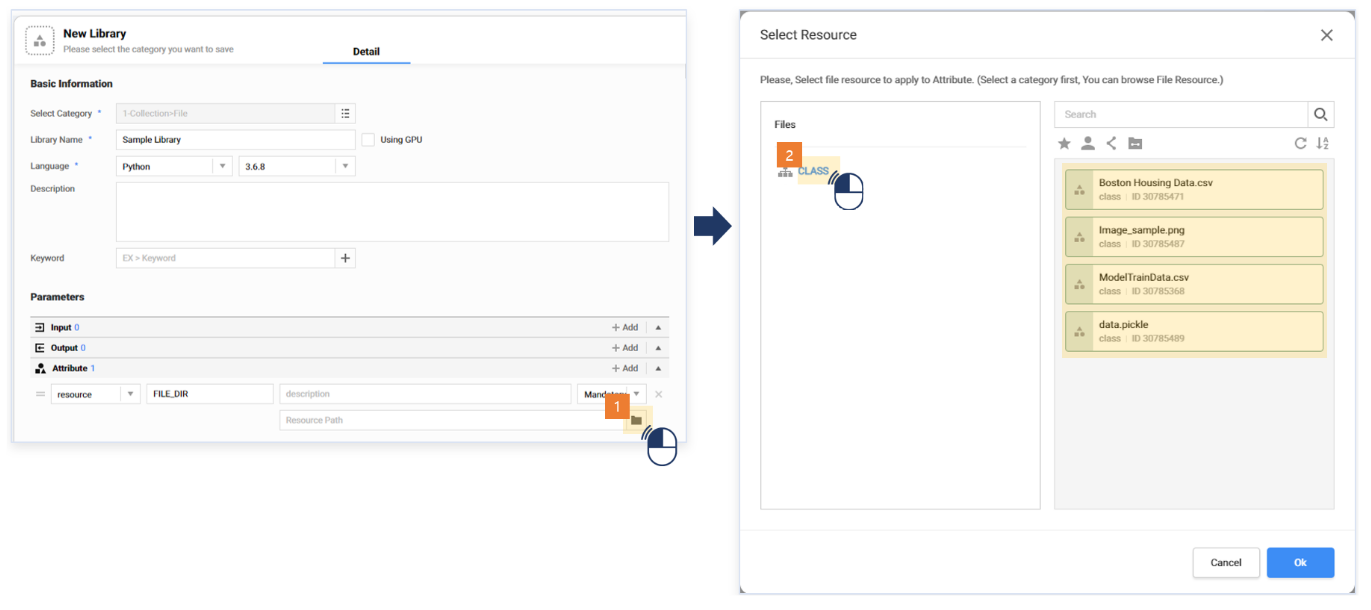 New Library
Please select the category you want to save
Detail
Basic Information
Select Category * 1-Collection>File
Library Name * Sample Library Using GPU
Language * Python 3.6.8
Description
Keyword EX > Keyword
Parameters
Input 0 + Add
Output 0 + Add
Attribute 1 + Add
resource FILE_DIR description Mandatory
1
Resource Path
Select Resource
Please, Select file resource to apply to Attribute. (Select a category first, You can browse File Resource.)
Files
2
CLASS
Search
Boston Housing Data.csv
class | ID 30785471
Image_sample.png
class | ID 30785487
ModelTrainData.csv
class | ID 30785368
data.pickle
class | ID 30785489
Cancel Ok